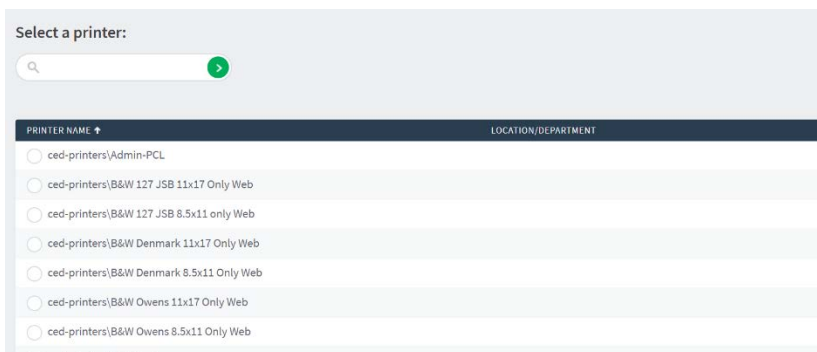 Select a printer:
PRINTER NAME ↑ LOCATION/DEPARTMENT
ced-printers\Admin-PCL
ced-printers\B&W 127 JSB 11x17 Only Web
ced-printers\B&W 127 JSB 8.5x11 only Web
ced-printers\B&W Denmark 11x17 Only Web
ced-printers\B&W Denmark 8.5x11 Only Web
ced-printers\B&W Owens 11x17 Only Web
ced-printers\B&W Owens 8.5x11 Only Web